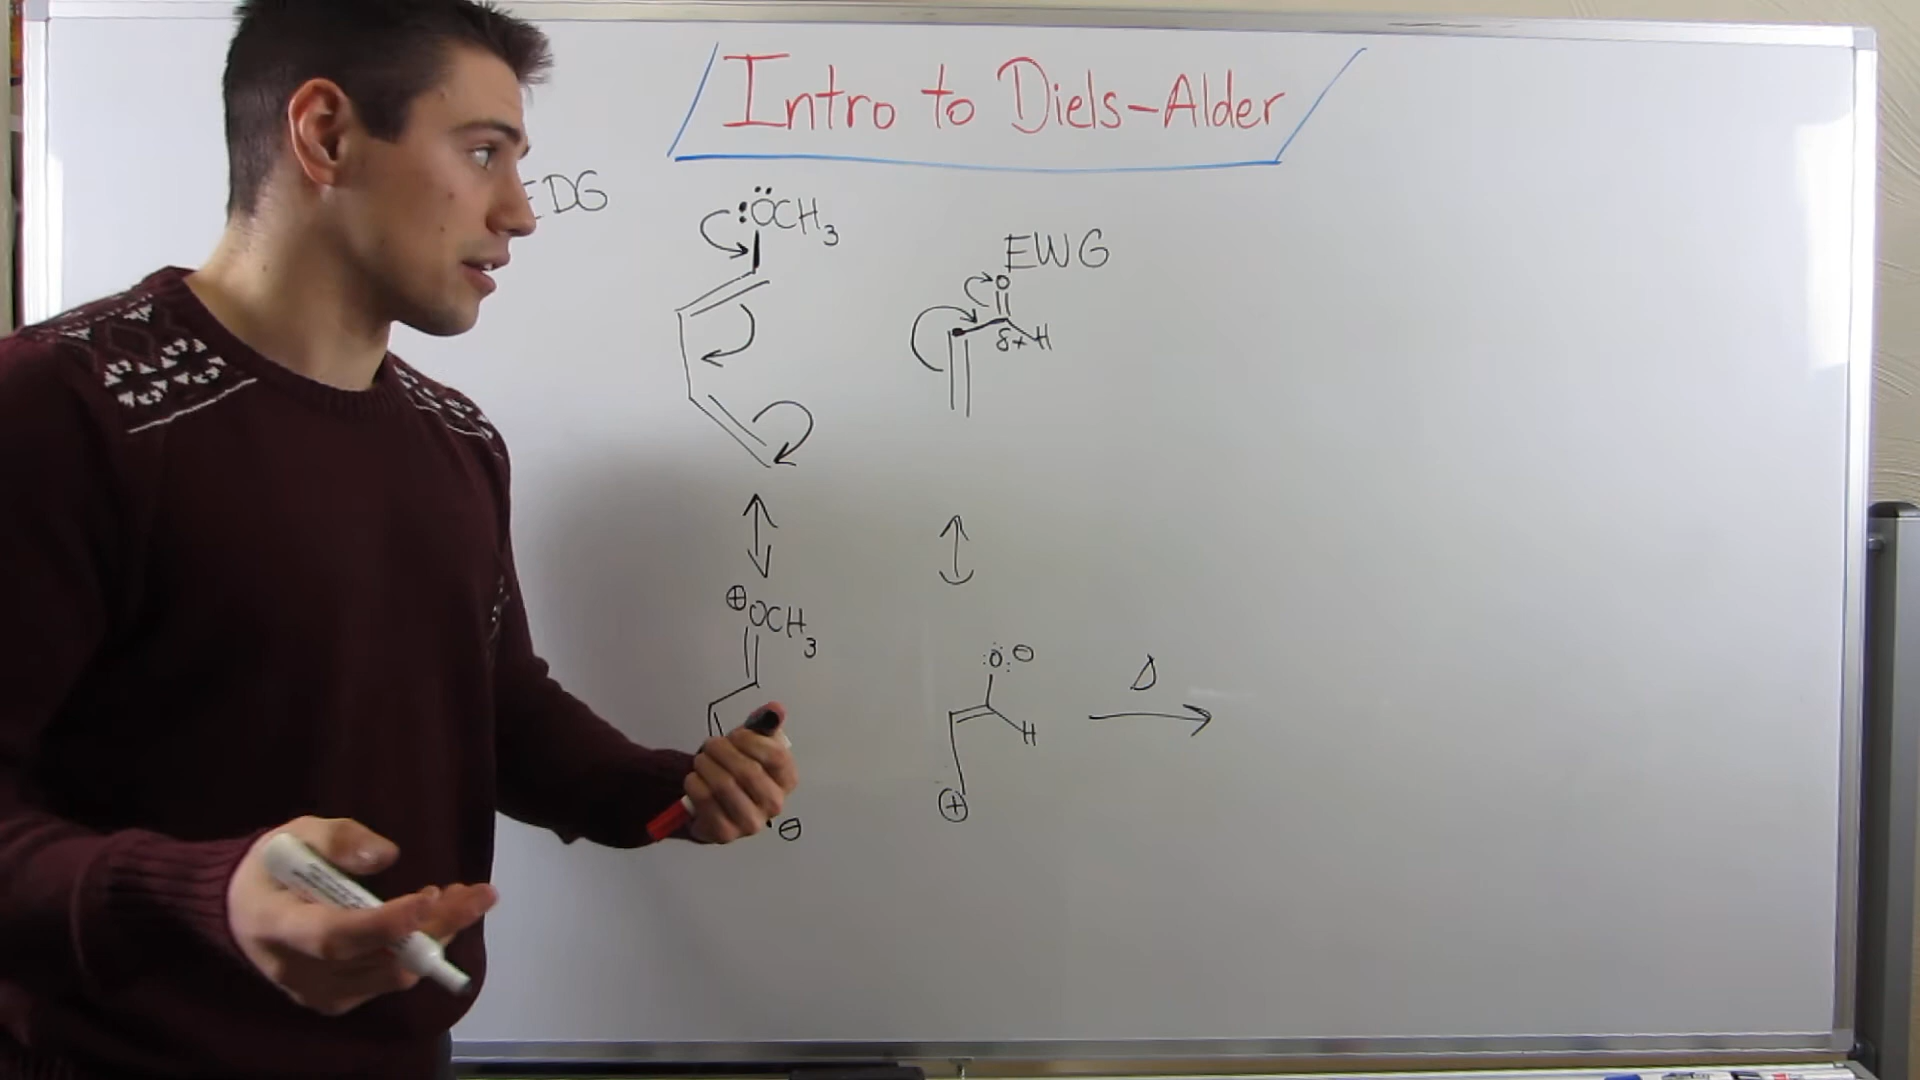 Intro to Diels-Alder
EDG
:ÖCH3
EWG
O
δ+ H
⊕OCH3
:Ö: ⊖
H
Δ
⊕
⊖